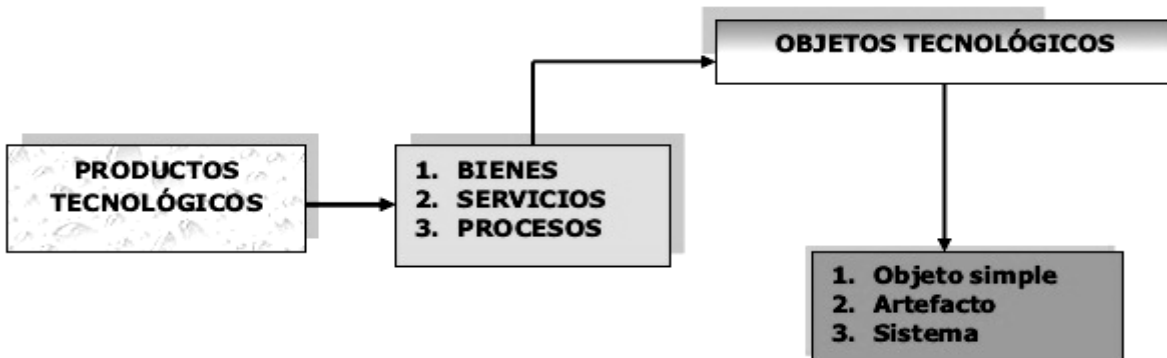 OBJETOS TECNOLÓGICOS
PRODUCTOS
TECNOLÓGICOS
1. BIENES
2. SERVICIOS
3. PROCESOS
1. Objeto simple
2. Artefacto
3. Sistema